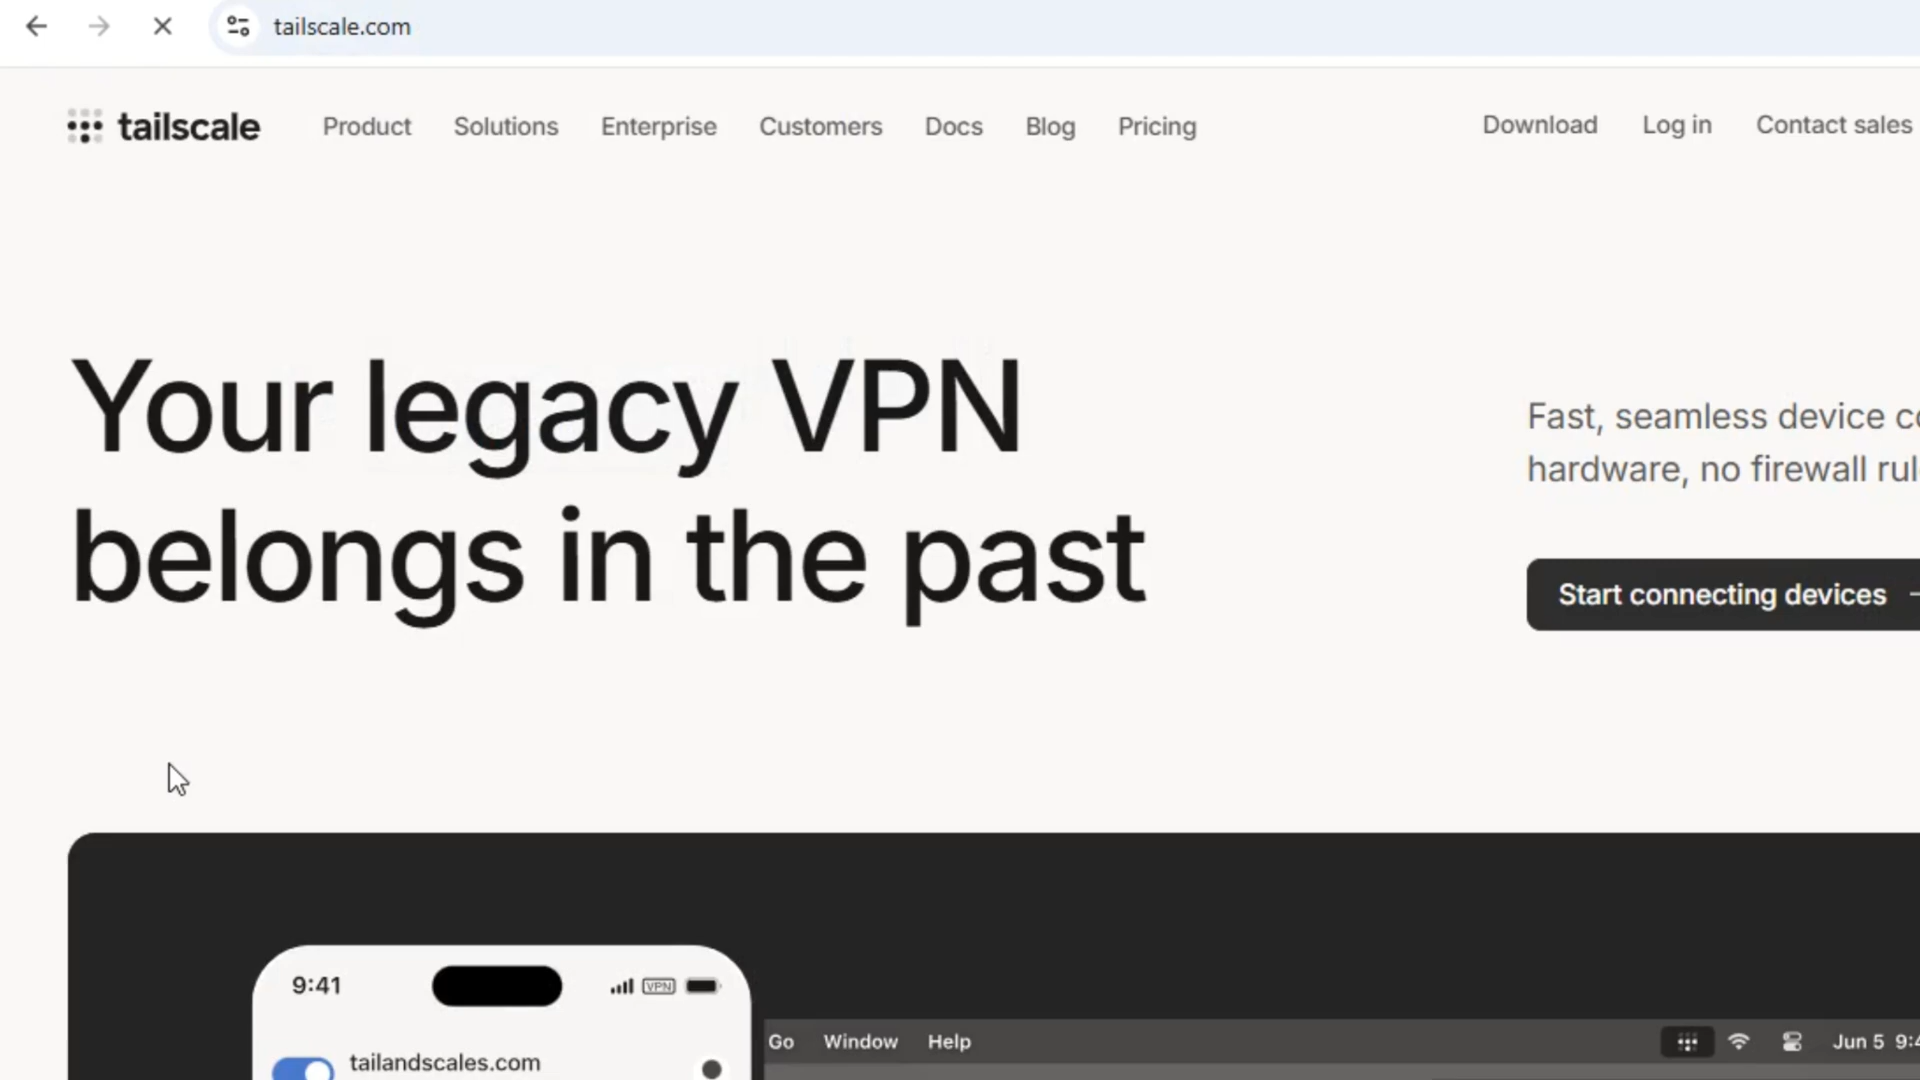 tailscale.com
tailscale Product Solutions Enterprise Customers Docs Blog Pricing Download Log in Contact sales
Your legacy VPN
belongs in the past
Fast, seamless device
hardware, no firewall
Start connecting devices
9:41 VPN
Go Window Help Jun 5
tailandscales.com